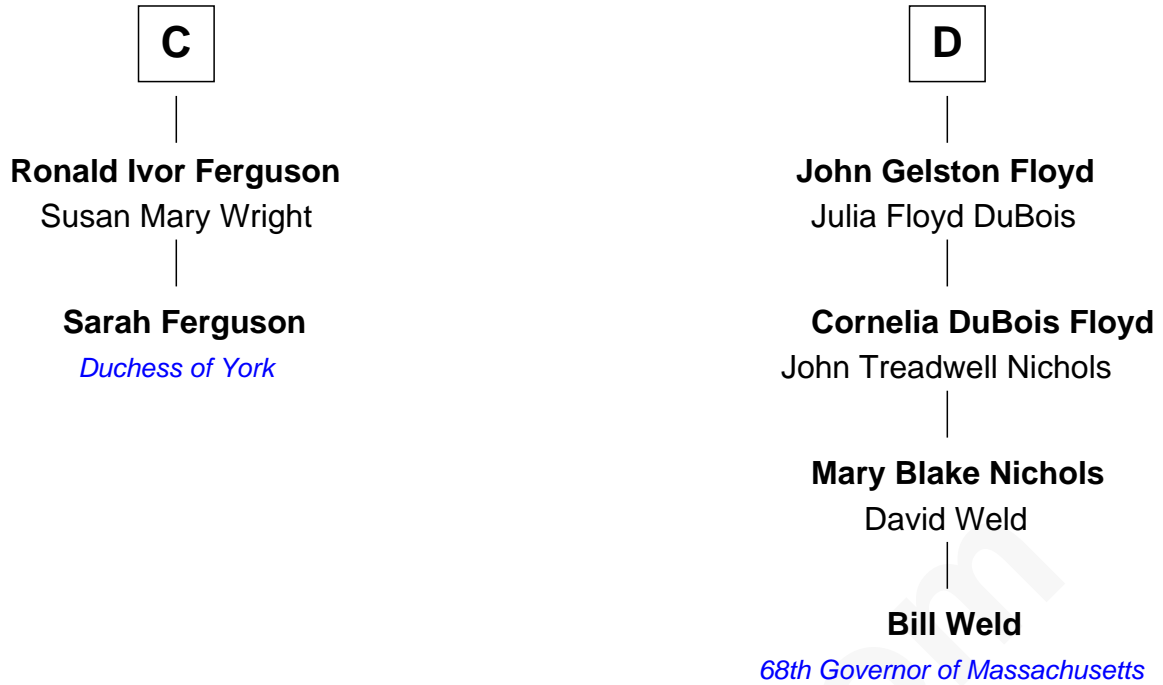 C
Ronald Ivor Ferguson
Susan Mary Wright
Sarah Ferguson
Duchess of York
D
John Gelston Floyd
Julia Floyd DuBois
Cornelia DuBois Floyd
John Treadwell Nichols
Mary Blake Nichols
David Weld
Bill Weld
68th Governor of Massachusetts